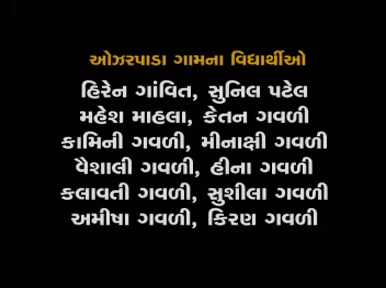 ઓઝરપાડા ગામના વિદ્યાર્થીઓ
હિરેન ગાંવિત, સુનિલ પટેલ
મહેશ માહલા, કેતન ગવળી
કામિની ગવળી, મીનાક્ષી ગવળી
વૈશાલી ગવળી, હીના ગવળી
કલાવતી ગવળી, સુશીલા ગવળી
અમીષા ગવળી, કિરણ ગવળી